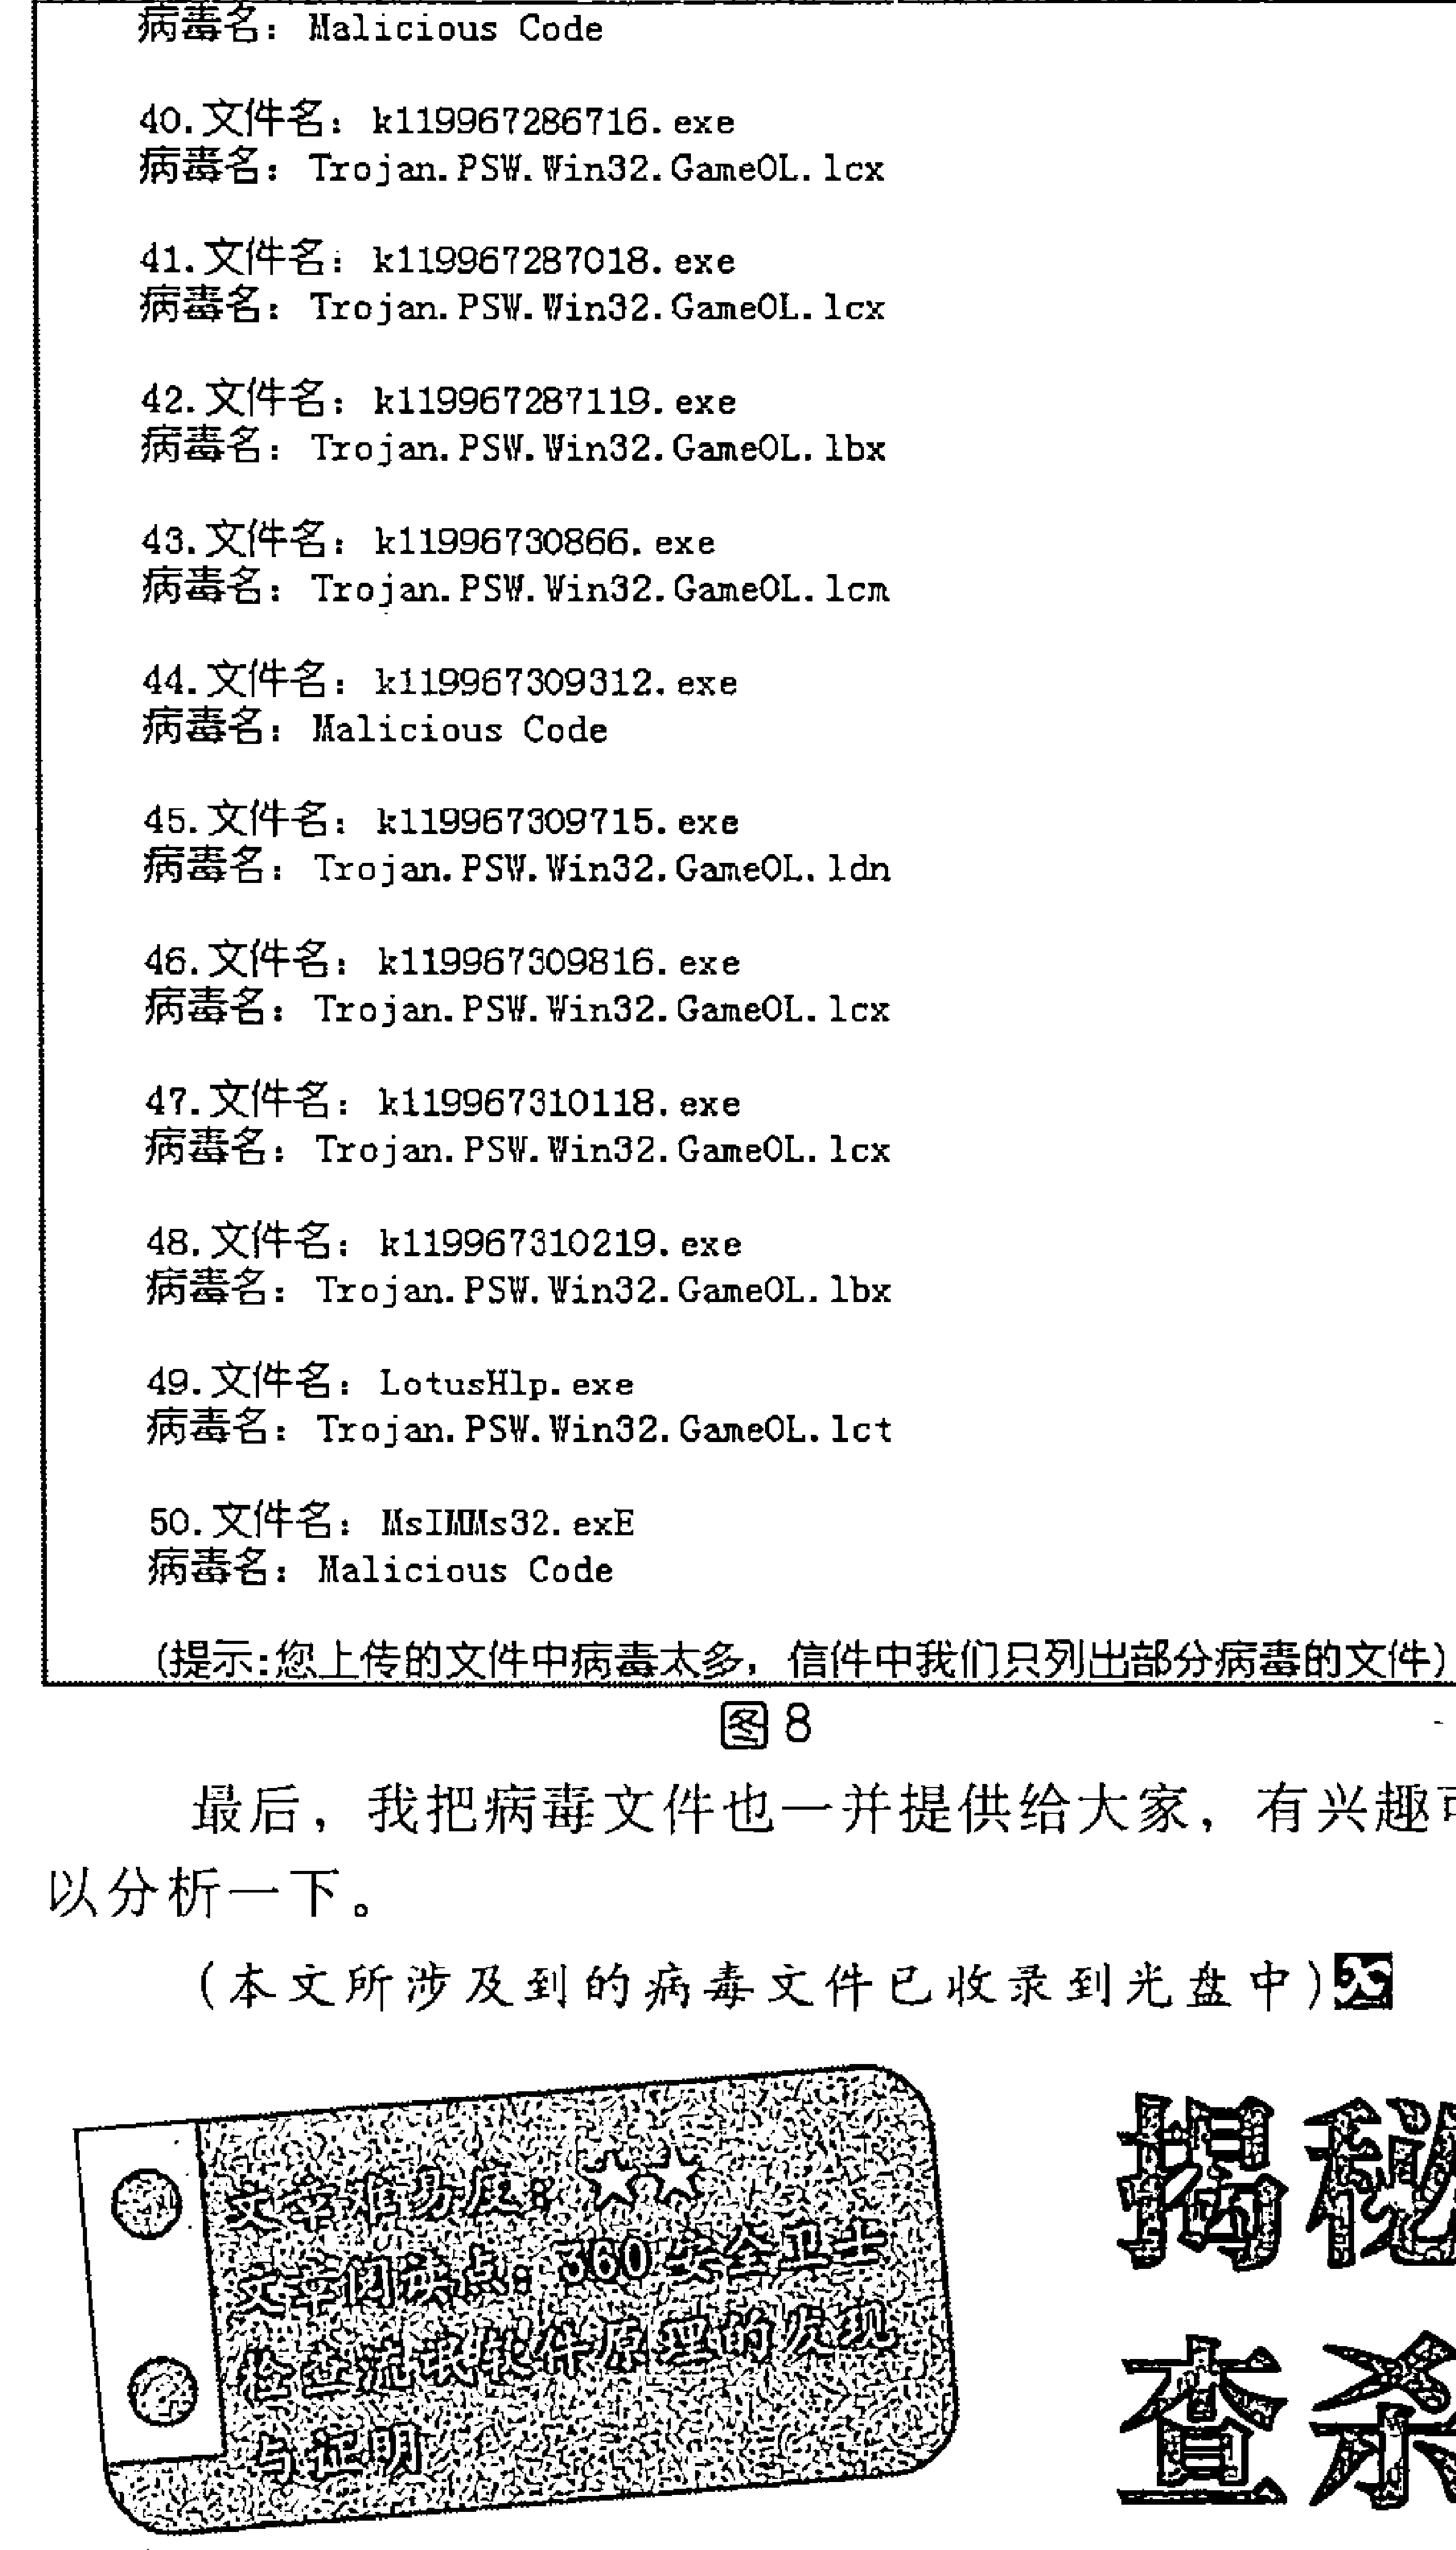 病毒名: Malicious Code
40.文件名: k119967286716.exe
病毒名: Trojan.PSW.Win32.GameOL.lcx
41.文件名: k119967287018.exe
病毒名: Trojan.PSW.Win32.GameOL.lcx
42.文件名: k119967287119.exe
病毒名: Trojan.PSW.Win32.GameOL.lbx
43.文件名: k11996730866.exe
病毒名: Trojan.PSW.Win32.GameOL.lcm
44.文件名: k119967309312.exe
病毒名: Malicious Code
45.文件名: k119967309715.exe
病毒名: Trojan.PSW.Win32.GameOL.ldn
46.文件名: k119967309816.exe
病毒名: Trojan.PSW.Win32.GameOL.lcx
47.文件名: k119967310118.exe
病毒名: Trojan.PSW.Win32.GameOL.lcx
48.文件名: k119967310219.exe
病毒名: Trojan.PSW.Win32.GameOL.lbx
49.文件名: LotusHlp.exe
病毒名: Trojan.PSW.Win32.GameOL.lct
50.文件名: MsIMMs32.exE
病毒名: Malicious Code
(提示:您上传的文件中病毒太多，信件中我们只列出部分病毒的文件)
图 8
最后，我把病毒文件也一并提供给大家，有兴趣可
以分析一下。
(本文所涉及到的病毒文件已收录到光盘中)
文章难易度：☆☆
文章阅读点：360 安全卫士
检查流氓软件原理的发现
与证明
揭秘
查杀